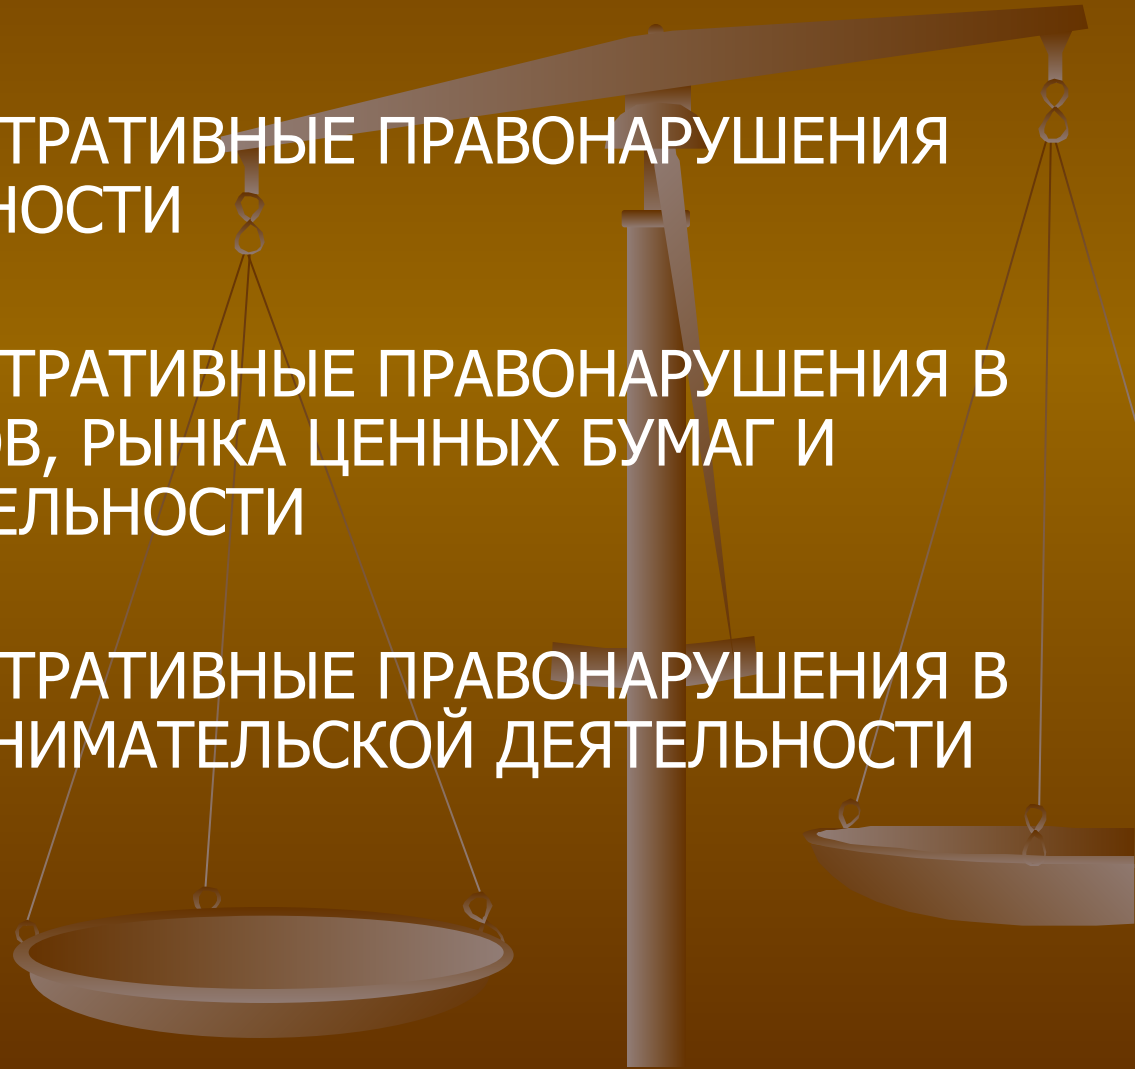 ТРАТИВНЫЕ ПРАВОНАРУШЕНИЯ
НОСТИ
ТРАТИВНЫЕ ПРАВОНАРУШЕНИЯ В
ОВ, РЫНКА ЦЕННЫХ БУМАГ И
ЕЛЬНОСТИ
ТРАТИВНЫЕ ПРАВОНАРУШЕНИЯ В
НИМАТЕЛЬСКОЙ ДЕЯТЕЛЬНОСТИ